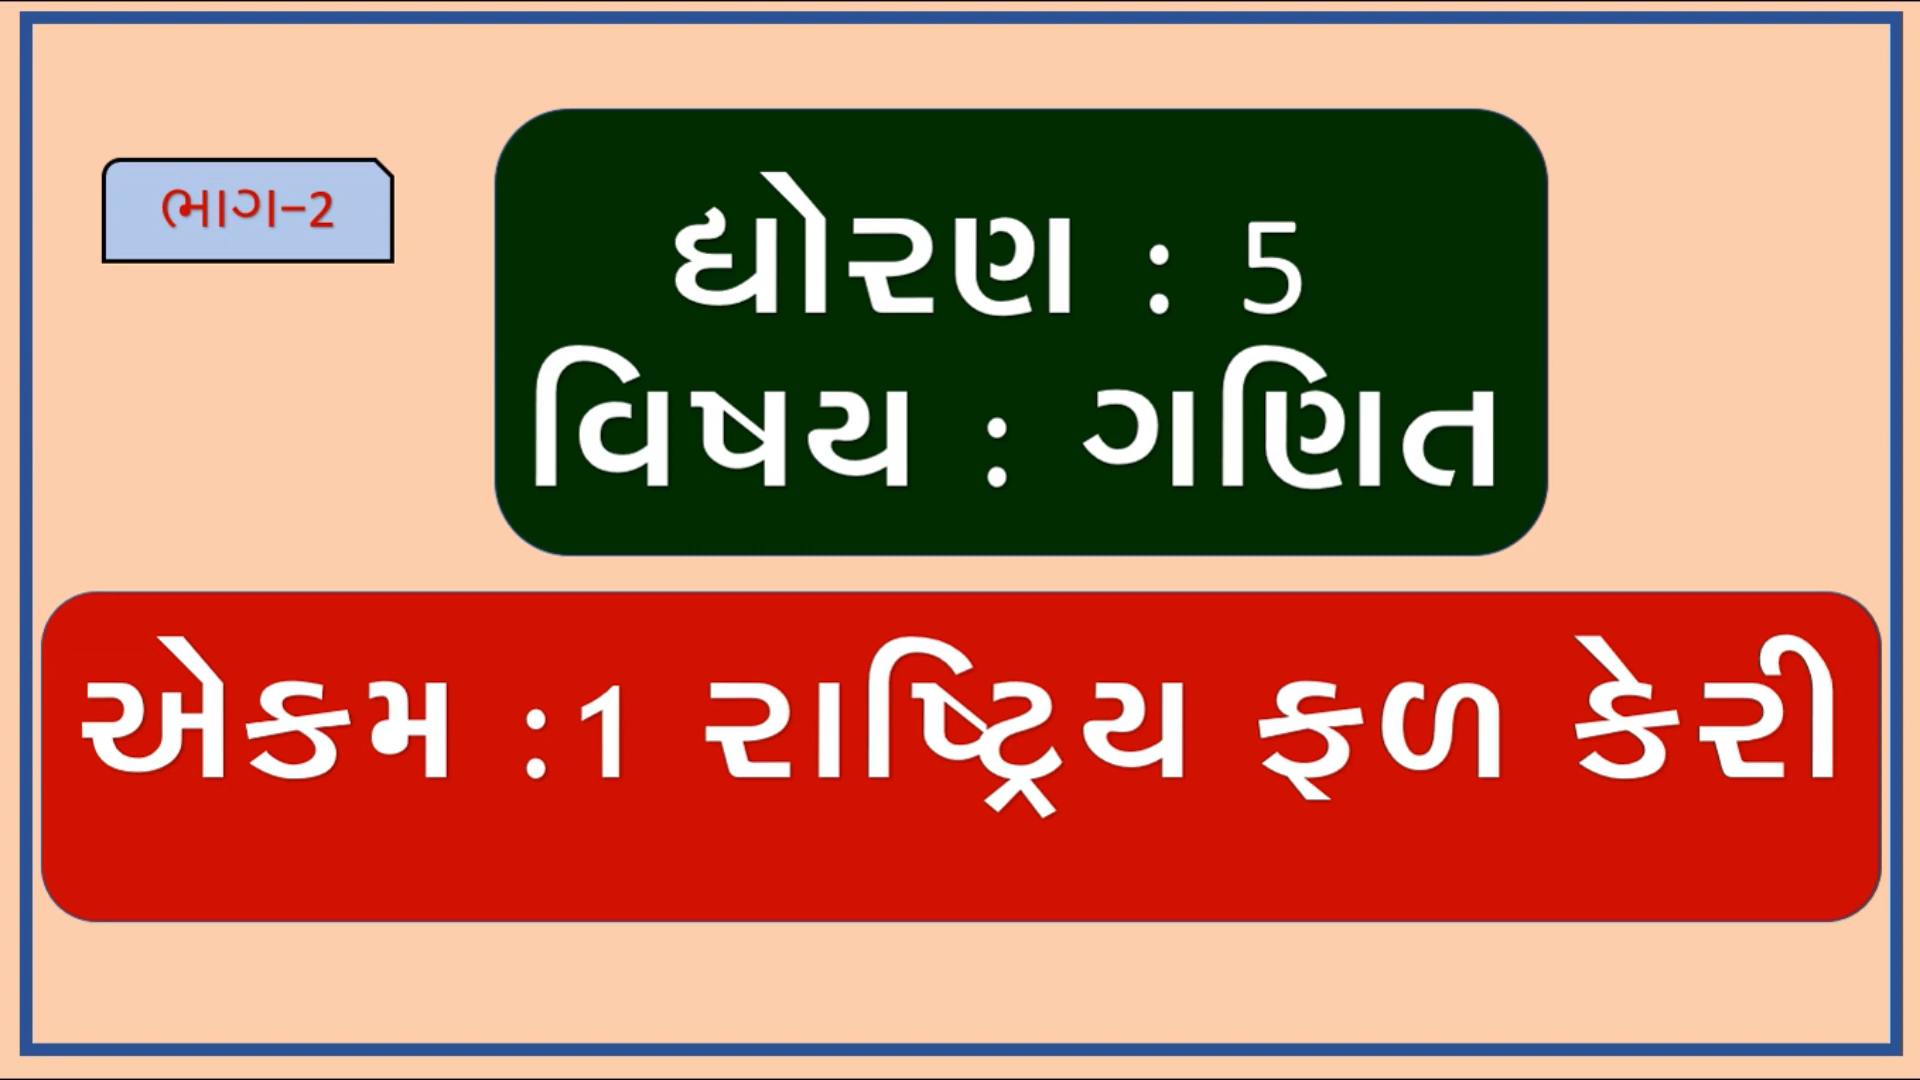 ભાગ–2
ધોરણ : 5
વિષય : ગણિત
એકમ :1 રાષ્ટ્રિય ફળ કેરી